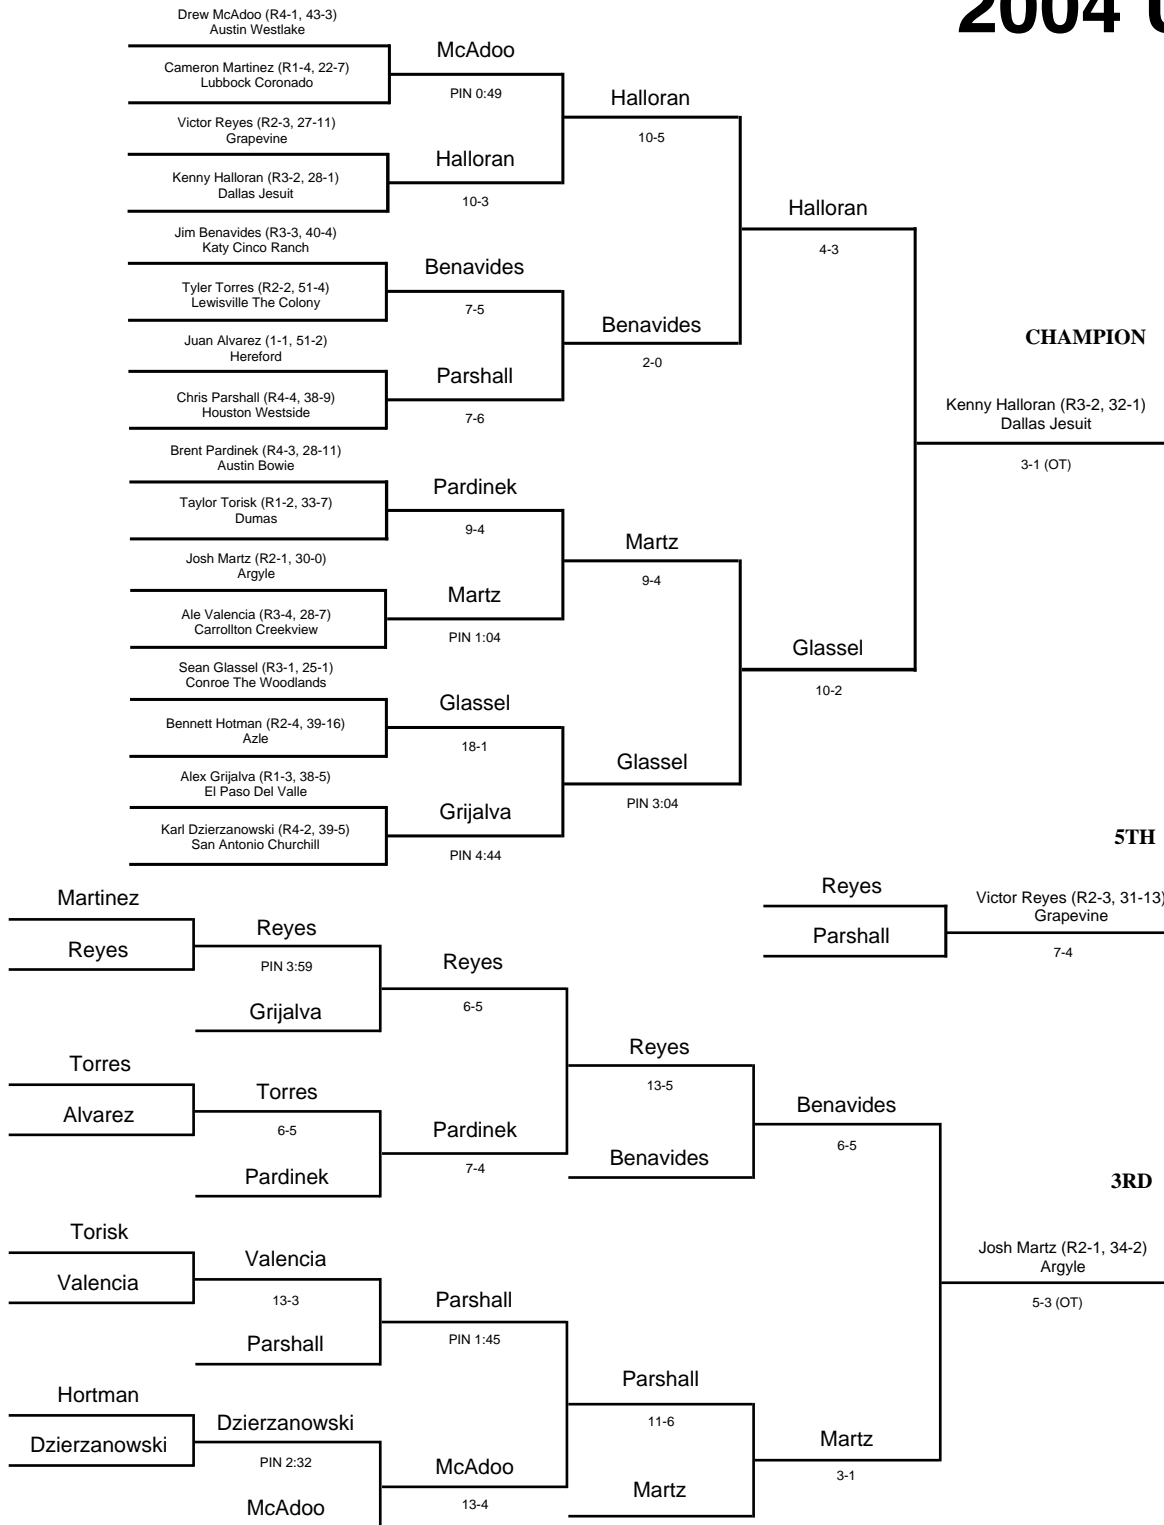 2004 U
Drew McAdoo (R4-1, 43-3)
Austin Westlake
McAdoo
Cameron Martinez (R1-4, 22-7)
Lubbock Coronado
PIN 0:49
Halloran
10-5
Victor Reyes (R2-3, 27-11)
Grapevine
Halloran
Kenny Halloran (R3-2, 28-1)
Dallas Jesuit
10-3
Halloran
4-3
Jim Benavides (R3-3, 40-4)
Katy Cinco Ranch
Benavides
Tyler Torres (R2-2, 51-4)
Lewisville The Colony
7-5
Benavides
2-0
Juan Alvarez (1-1, 51-2)
Hereford
Parshall
Chris Parshall (R4-4, 38-9)
Houston Westside
7-6
CHAMPION
Kenny Halloran (R3-2, 32-1)
Dallas Jesuit
3-1 (OT)
Brent Pardinek (R4-3, 28-11)
Austin Bowie
Pardinek
Taylor Torisk (R1-2, 33-7)
Dumas
9-4
Martz
9-4
Josh Martz (R2-1, 30-0)
Argyle
Martz
Ale Valencia (R3-4, 28-7)
Carrollton Creekview
PIN 1:04
Glassel
10-2
Sean Glassel (R3-1, 25-1)
Conroe The Woodlands
Glassel
Bennett Hotman (R2-4, 39-16)
Azle
18-1
Glassel
PIN 3:04
Alex Grijalva (R1-3, 38-5)
El Paso Del Valle
Grijalva
Karl Dzierzanowski (R4-2, 39-5)
San Antonio Churchill
PIN 4:44
5TH
Reyes
Parshall
Victor Reyes (R2-3, 31-13)
Grapevine
7-4
Martinez
Reyes
Reyes
PIN 3:59
Grijalva
Reyes
6-5
Torres
Alvarez
Torres
6-5
Pardinek
Pardinek
7-4
Reyes
13-5
Benavides
Benavides
6-5
3RD
Josh Martz (R2-1, 34-2)
Argyle
5-3 (OT)
Torisk
Valencia
Valencia
13-3
Parshall
Parshall
PIN 1:45
Hortman
Dzierzanowski
Dzierzanowski
PIN 2:32
McAdoo
McAdoo
13-4
Parshall
11-6
Martz
Martz
3-1